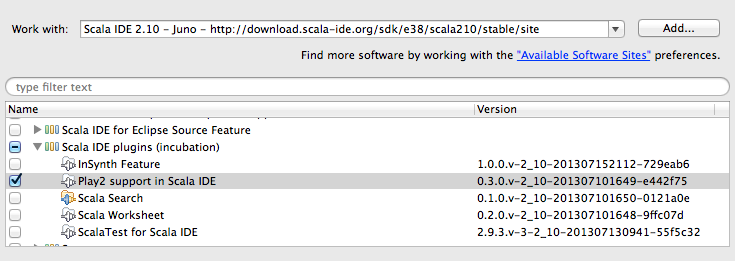 Work with: Scala IDE 2.10 – Juno – http://download.scala-ide.org/sdk/e38/scala210/stable/site Add...
Find more software by working with the "Available Software Sites" preferences.
type filter text
Name Version
Scala IDE for Eclipse Source Feature
Scala IDE plugins (incubation)
InSynth Feature 1.0.0.v-2_10-201307152112-729eab6
Play2 support in Scala IDE 0.3.0.v-2_10-201307101649-e442f75
Scala Search 0.1.0.v-2_10-201307101650-0121a0e
Scala Worksheet 0.2.0.v-2_10-201307101648-9ffc07d
ScalaTest for Scala IDE 2.9.3.v-3-2_10-201307130941-55f5c32